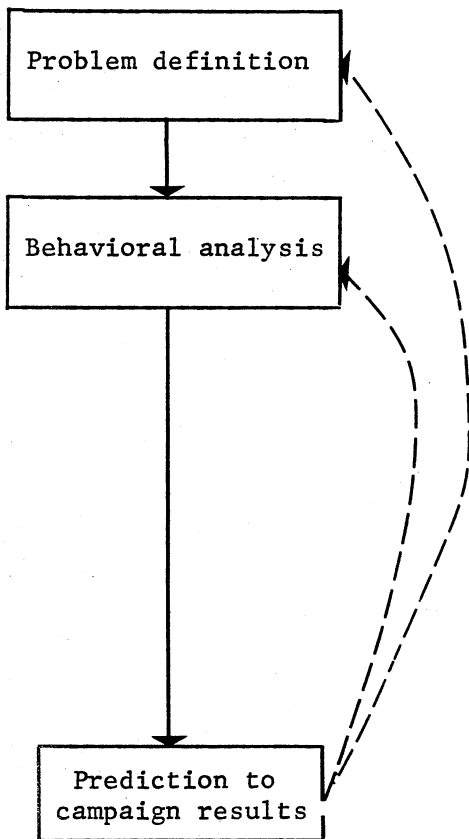 Problem definition
Behavioral analysis
Prediction to
campaign results